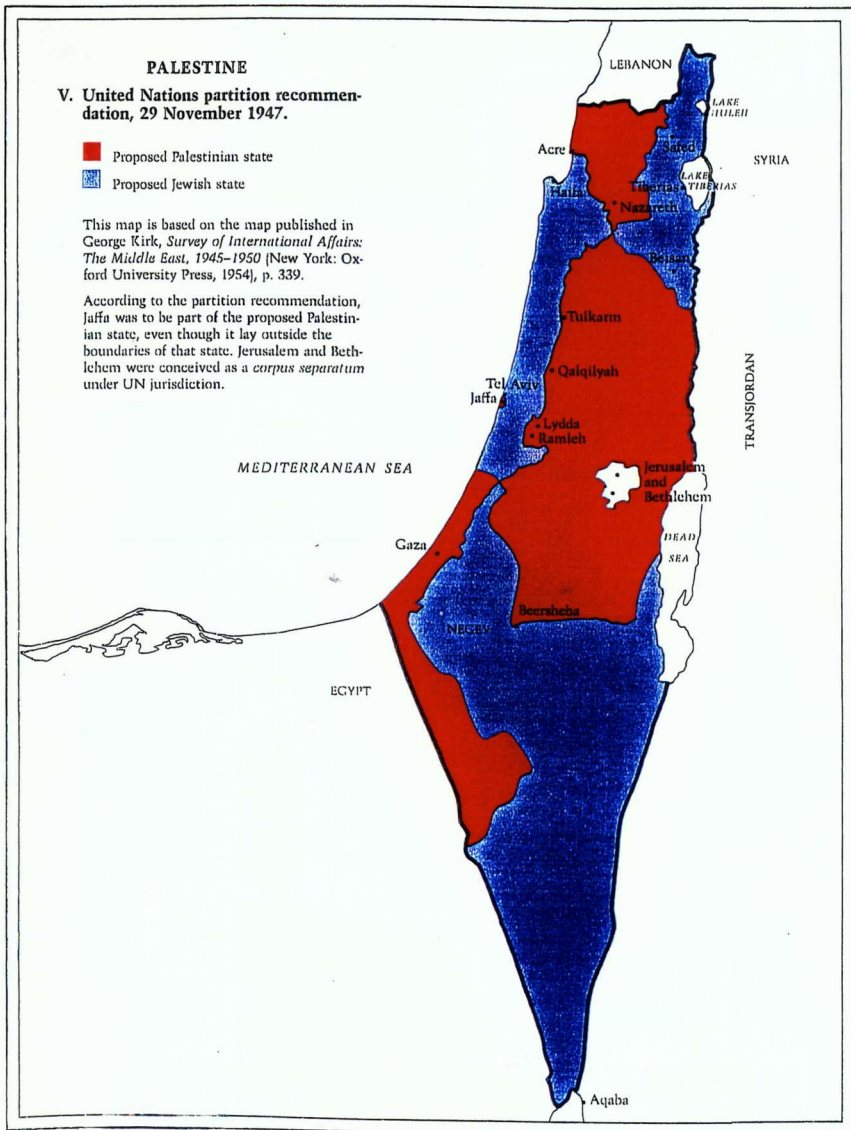 PALESTINE
V. United Nations partition recommen-
dation, 29 November 1947.
Proposed Palestinian state
Proposed Jewish state
This map is based on the map published in
George Kirk, Survey of International Affairs:
The Middle East, 1945–1950 (New York: Ox-
ford University Press, 1954), p. 339.
According to the partition recommendation,
Jaffa was to be part of the proposed Palestin-
ian state, even though it lay outside the
boundaries of that state. Jerusalem and Beth-
lehem were conceived as a corpus separatum
under UN jurisdiction.
LEBANON
LAKE
HULEH
Acre
Safed
SYRIA
Haifa
Tiberias
LAKE
TIBERIAS
Nazareth
Beisan
Tulkarm
Qalqilyah
Tel Aviv
Jaffa
TRANSJORDAN
Lydda
Ramleh
MEDITERRANEAN SEA
Jerusalem
and
Bethlehem
Gaza
DEAD
SEA
Beersheba
NEGEV
EGYPT
Aqaba